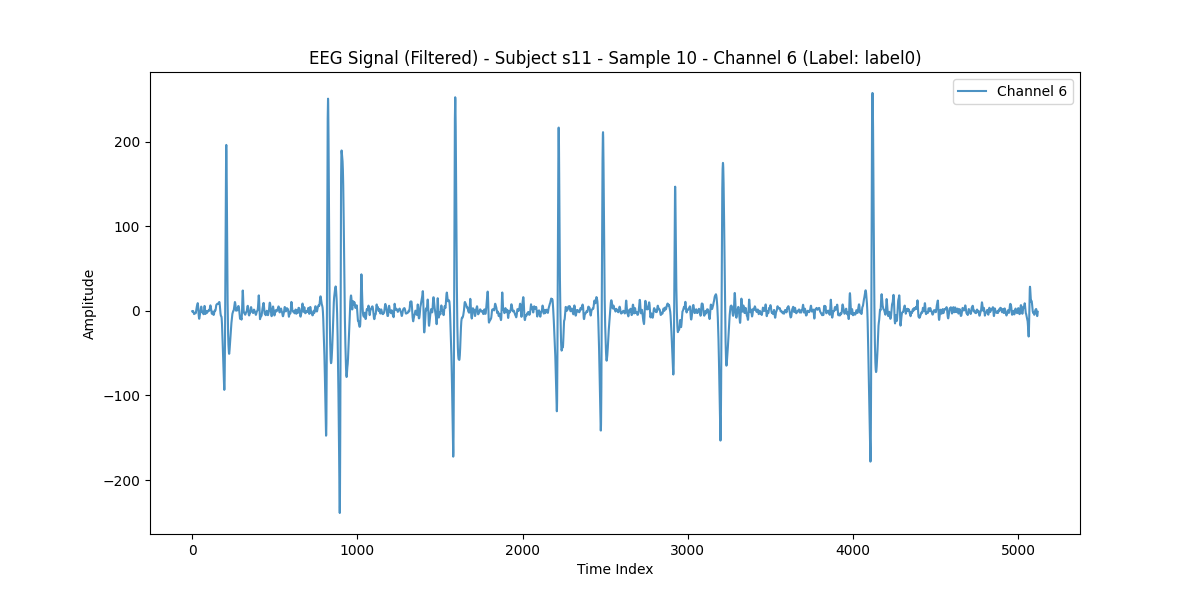 EEG Signal (Filtered) - Subject s11 - Sample 10 - Channel 6 (Label: label0)
Channel 6
200
100
0
−100
−200
Amplitude
0 1000 2000 3000 4000 5000
Time Index